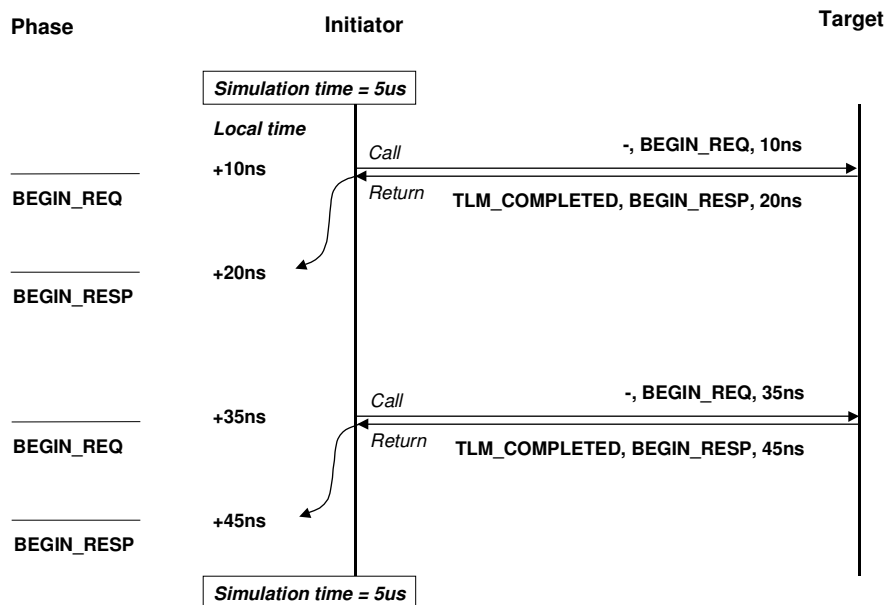 Phase Initiator Target
Simulation time = 5us
Local time
-, BEGIN_REQ, 10ns
Call
+10ns
Return TLM_COMPLETED, BEGIN_RESP, 20ns
BEGIN_REQ
+20ns
BEGIN_RESP
-, BEGIN_REQ, 35ns
Call
+35ns
Return TLM_COMPLETED, BEGIN_RESP, 45ns
BEGIN_REQ
+45ns
BEGIN_RESP
Simulation time = 5us